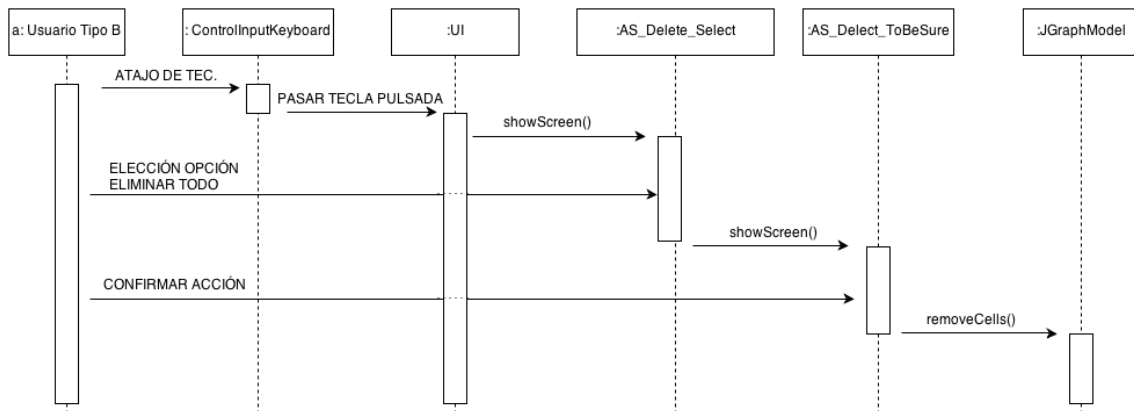 a: Usuario Tipo B
: ControlInputKeyboard
:UI
:AS_Delete_Select
:AS_Delect_ToBeSure
:JGraphModel
ATAJO DE TEC.
PASAR TECLA PULSADA
showScreen()
ELECCIÓN OPCIÓN
ELIMINAR TODO
showScreen()
CONFIRMAR ACCIÓN
removeCells()